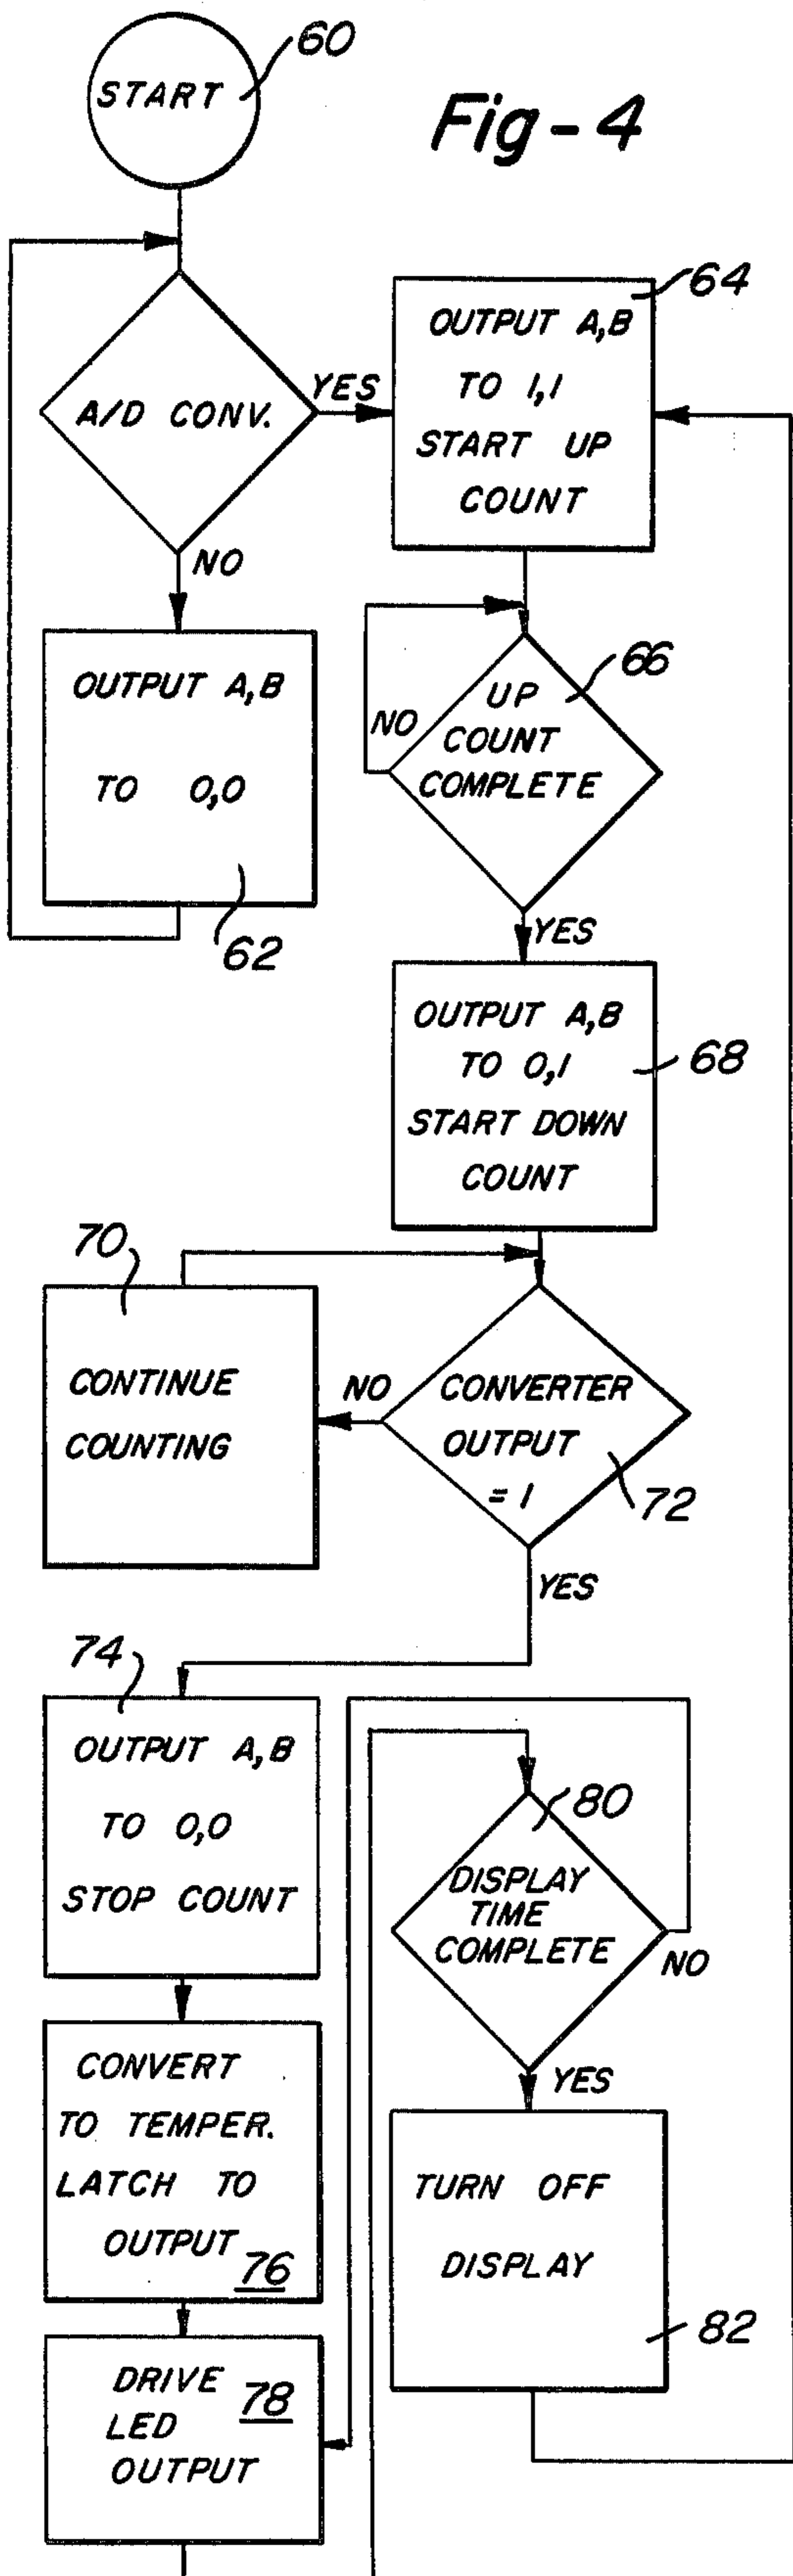 START
60
Fig-4
A/D CONV.
YES
NO
OUTPUT A,B
TO 0,0
62
64
OUTPUT A,B
TO 1,1
START UP
COUNT
66
UP
COUNT
COMPLETE
NO
YES
OUTPUT A,B
TO 0,1
START DOWN
COUNT
68
70
CONTINUE
COUNTING
NO
CONVERTER
OUTPUT
= 1
72
YES
74
OUTPUT A,B
TO 0,0
STOP COUNT
CONVERT
TO TEMPER.
LATCH TO
OUTPUT
76
DRIVE
LED
OUTPUT
78
80
DISPLAY
TIME
COMPLETE
NO
YES
TURN OFF
DISPLAY
82